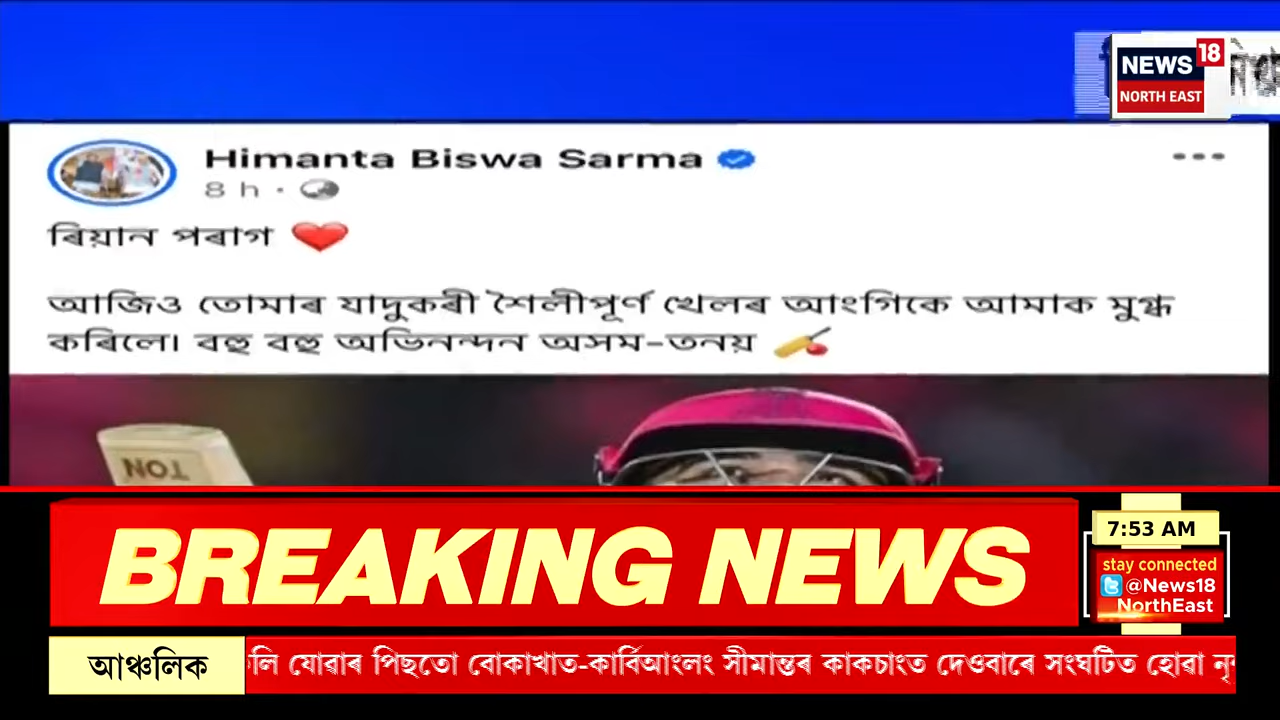 NEWS 18
NORTH EAST
Himanta Biswa Sarma
8 h ·
ৰিয়ান পৰাগ ❤️
আজিও তোমাৰ যাদুকৰী শৈলীপূৰ্ণ খেলৰ আংগিকে আমাক মুগ্ধ
কৰিলে। বহু বহু অভিনন্দন অসম-তনয় 🏏
NOT
BREAKING NEWS
7:53 AM
stay connected
@News18
NorthEast
আঞ্চলিক
যোৱাৰ পিছতো বোকাখাত-কাৰ্বিআংলং সীমান্তৰ কাকচাংত দেওবাৰে সংঘটিত হোৱা